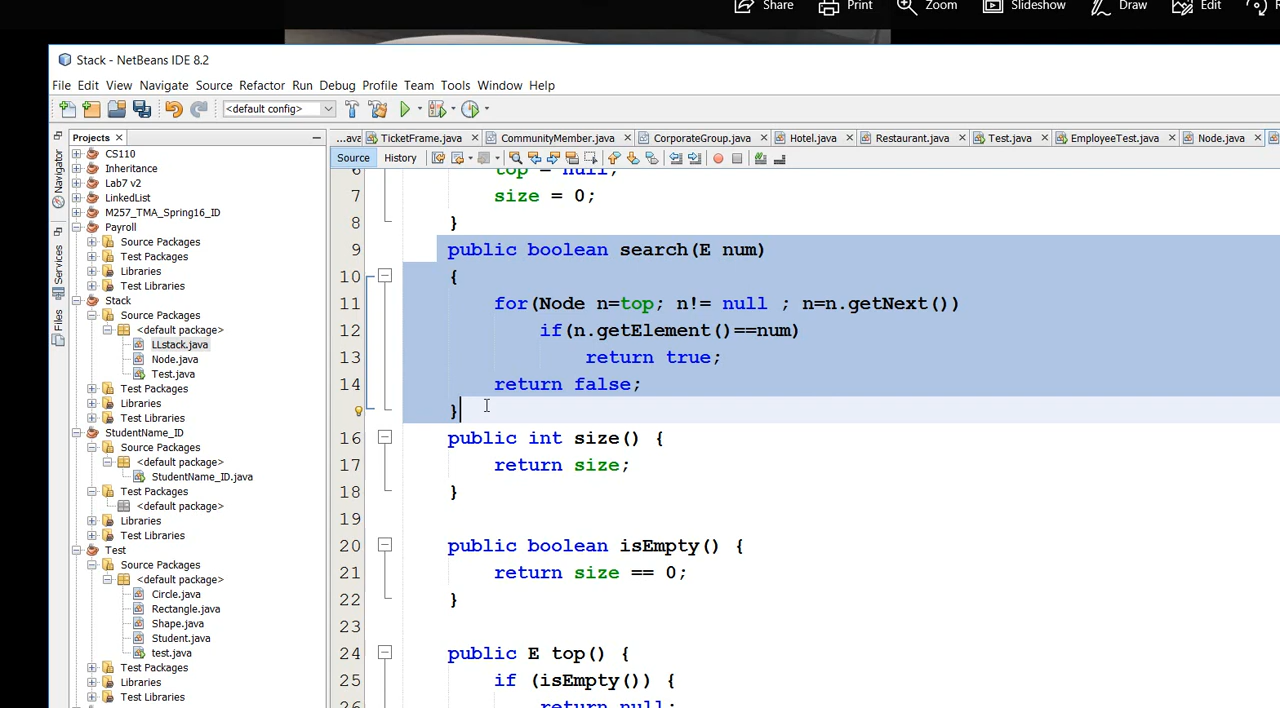 Share Print Zoom Slideshow Draw Edit
Stack - NetBeans IDE 8.2
File Edit View Navigate Source Refactor Run Debug Profile Team Tools Window Help
<default config>
Projects
...ava TicketFrame.java CommunityMember.java CorporateGroup.java Hotel.java Restaurant.java Test.java EmployeeTest.java Node.java
Source History
Navigator
Services
Files
CS110
Inheritance
Lab7 v2
LinkedList
M257_TMA_Spring16_ID
Payroll
Source Packages
Test Packages
Libraries
Test Libraries
Stack
Source Packages
<default package>
LLstack.java
Node.java
Test.java
Test Packages
Libraries
Test Libraries
StudentName_ID
Source Packages
<default package>
StudentName_ID.java
Test Packages
<default package>
Libraries
Test Libraries
Test
Source Packages
<default package>
Circle.java
Rectangle.java
Shape.java
Student.java
test.java
Test Packages
Libraries
Test Libraries
6 top = null;
7 size = 0;
8 }
9 public boolean search(E num)
10 {
11 for(Node n=top; n!= null ; n=n.getNext())
12 if(n.getElement()==num)
13 return true;
14 return false;
}
16 public int size() {
17 return size;
18 }
19
20 public boolean isEmpty() {
21 return size == 0;
22 }
23
24 public E top() {
25 if (isEmpty()) {
26 return null;